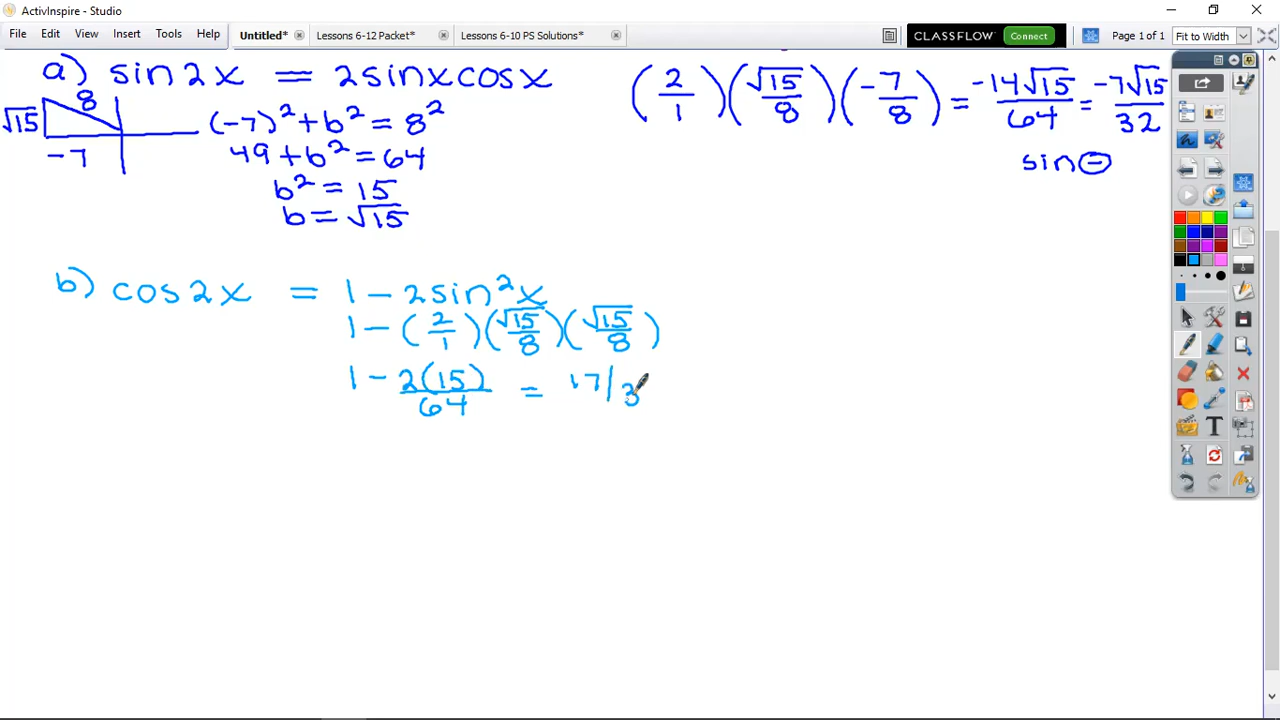 ActivInspire - Studio
File Edit View Insert Tools Help Untitled* Lessons 6-12 Packet* Lessons 6-10 PS Solutions* CLASSFLOW Connect Page 1 of 1 Fit to Width
a) sin2x = 2sinxcosx
√15 8 -7
(-7)² + b² = 8²
49 + b² = 64
b² = 15
b = √15
(2/1)(√15/8)(-7/8) = -14√15/64 = -7√15/32
sin⊖
b) cos2x = 1 - 2sin²x
1 - (2/1)(√15/8)(√15/8)
1 - 2(15)/64 = 17/3
T